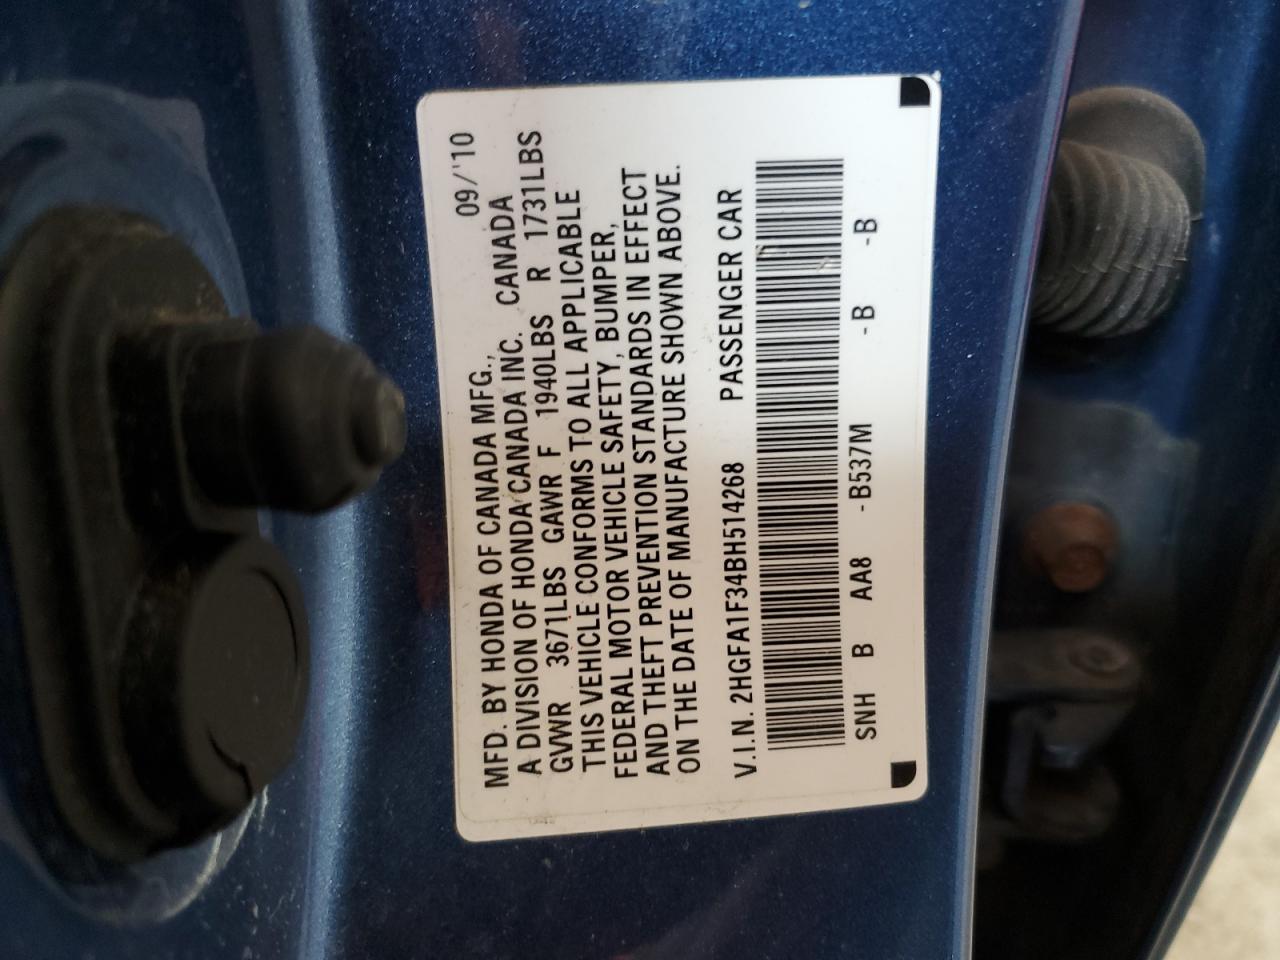 MFD. BY HONDA OF CANADA MFG., 09/'10
A DIVISION OF HONDA CANADA INC. CANADA
GVWR 3671LBS GAWR F 1940LBS R 1731LBS
THIS VEHICLE CONFORMS TO ALL APPLICABLE
FEDERAL MOTOR VEHICLE SAFETY, BUMPER,
AND THEFT PREVENTION STANDARDS IN EFFECT
ON THE DATE OF MANUFACTURE SHOWN ABOVE.
V.I.N. 2HGFA1F34BH514268 PASSENGER CAR
SNH B AA8 -B537M -B -B